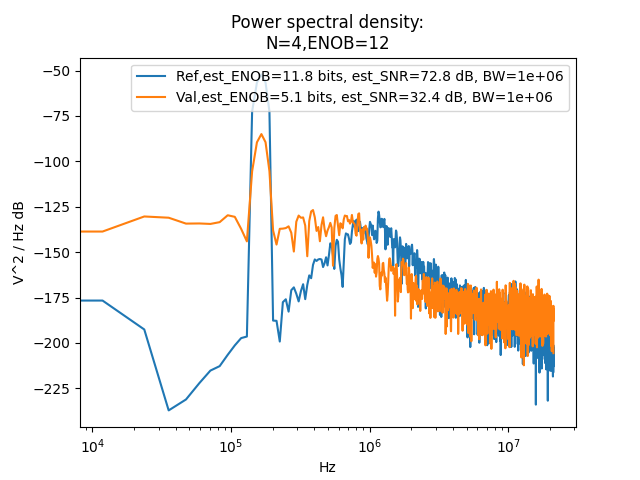 Power spectral density:
N=4,ENOB=12
Ref,est_ENOB=11.8 bits, est_SNR=72.8 dB, BW=1e+06
Val,est_ENOB=5.1 bits, est_SNR=32.4 dB, BW=1e+06
−50
−75
−100
−125
−150
−175
−200
−225
V^2 / Hz dB
10^4 10^5 10^6 10^7
Hz